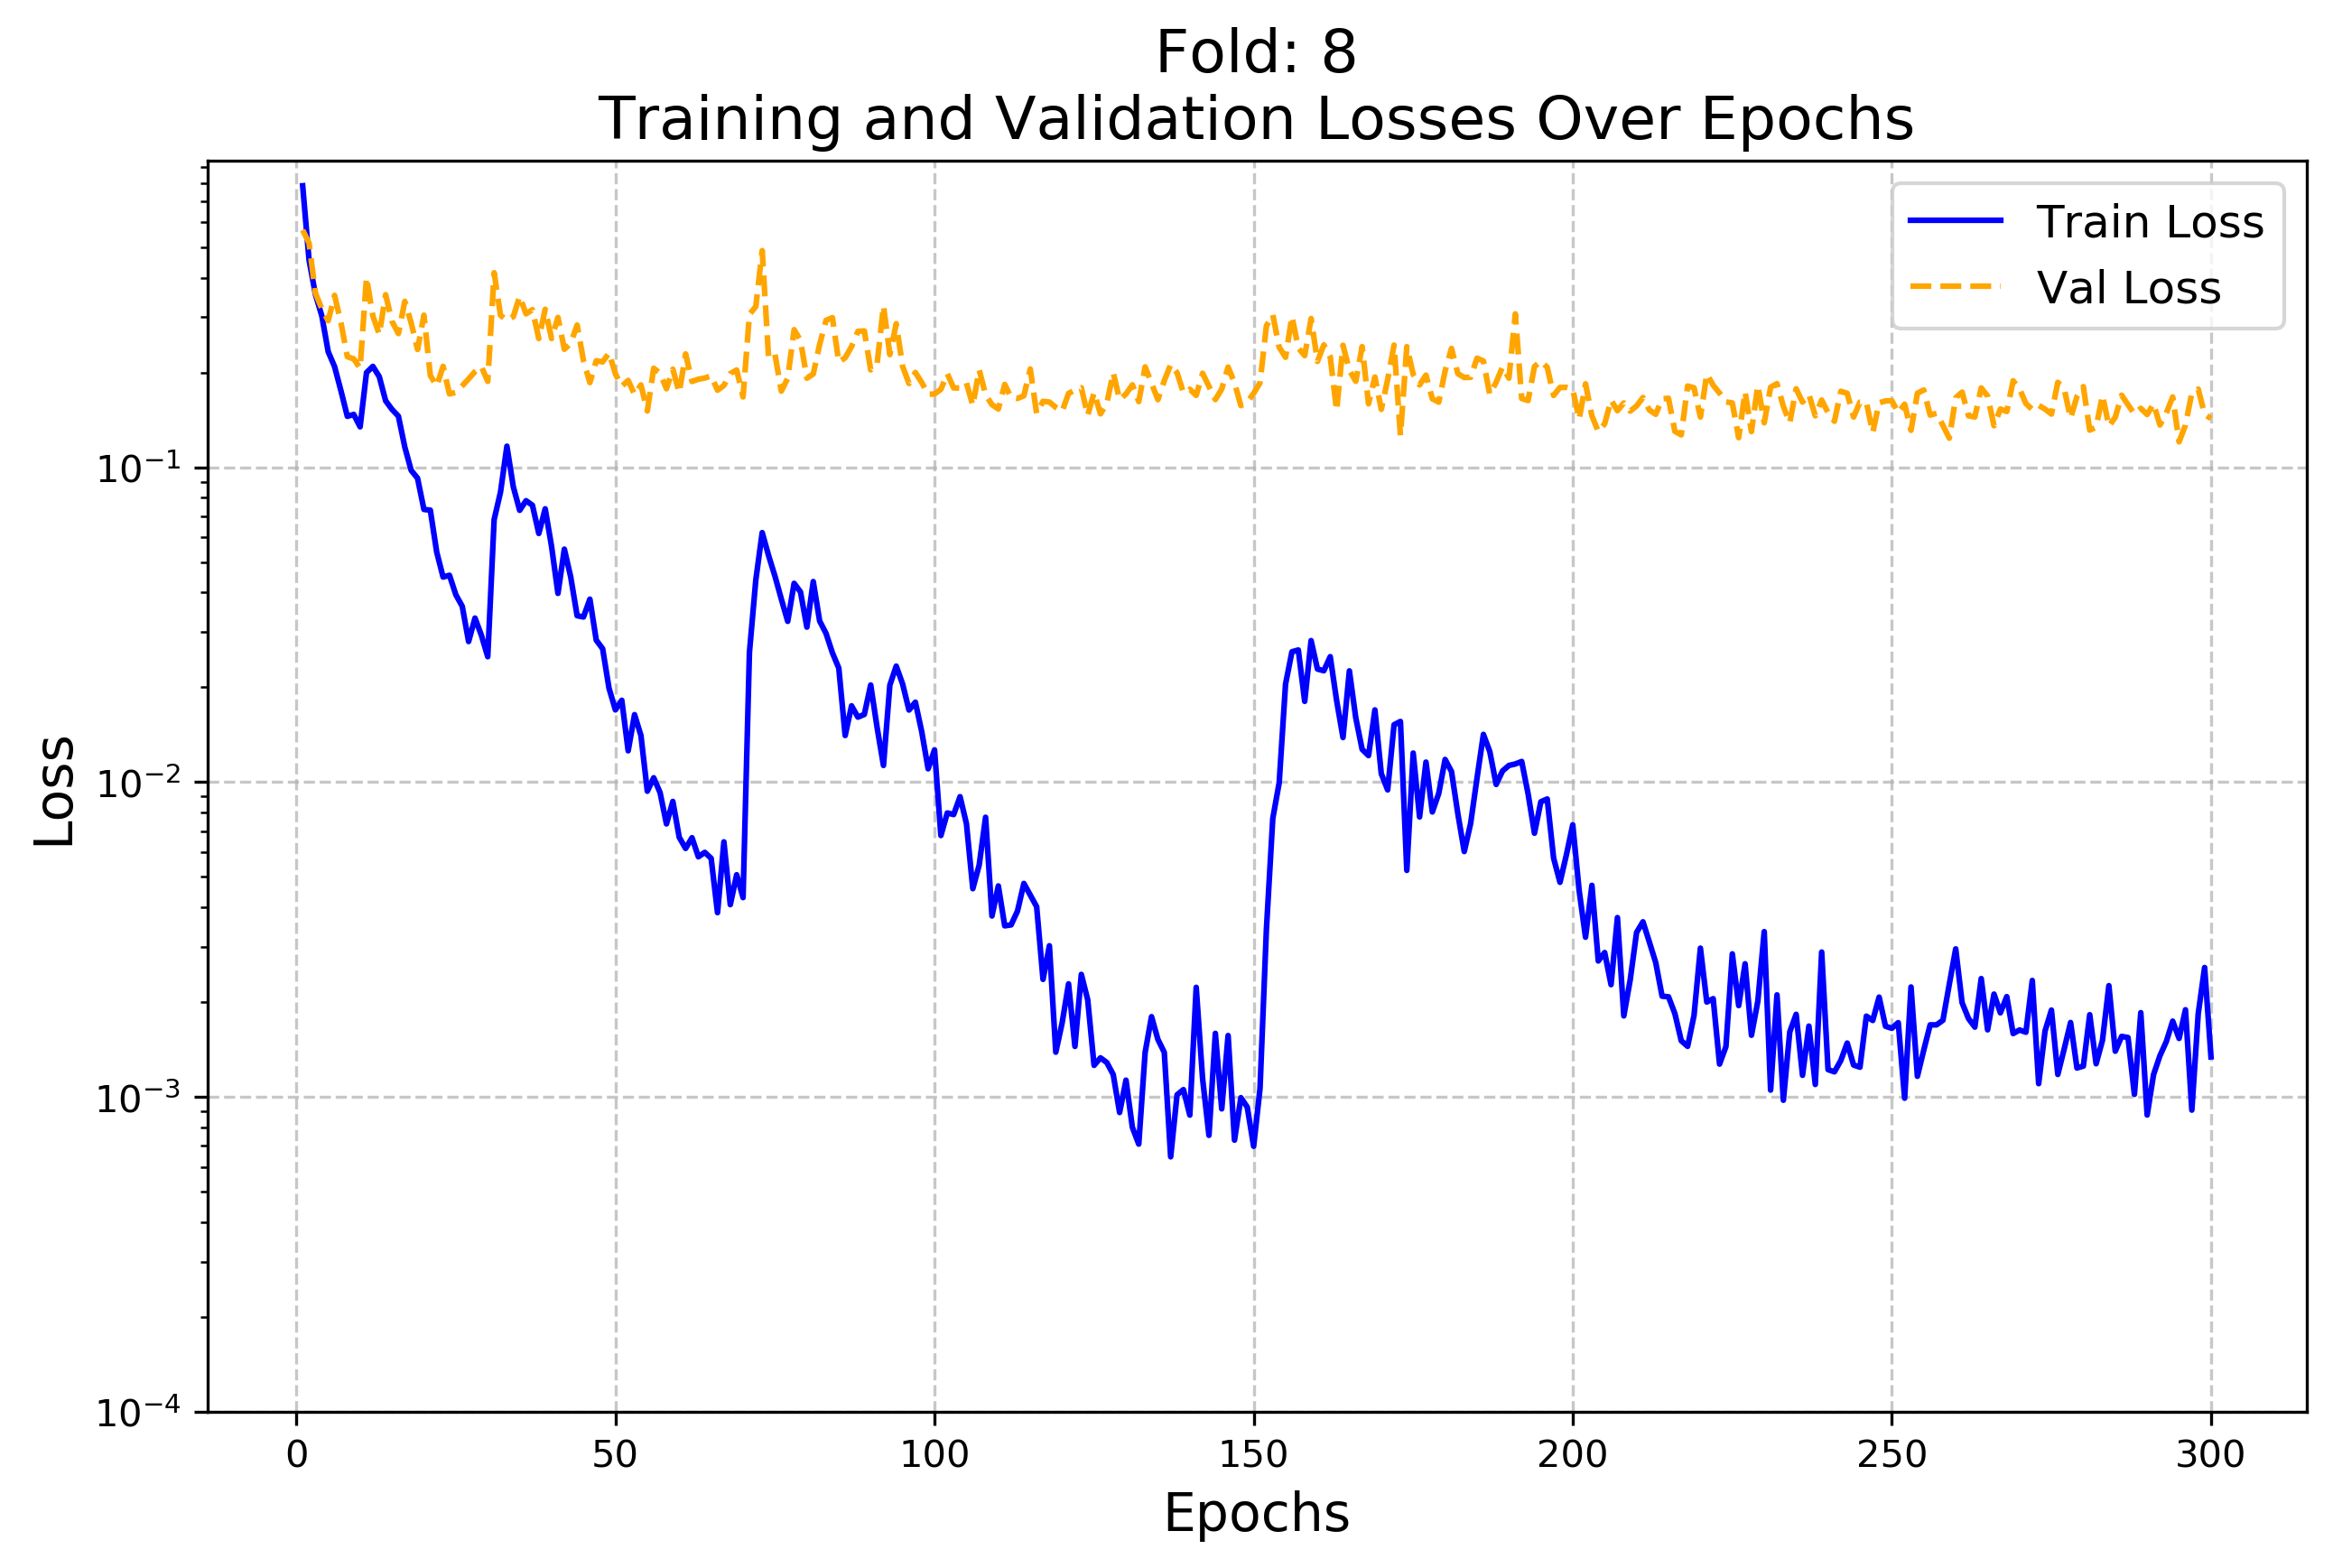 Fold: 8
Training and Validation Losses Over Epochs
Train Loss
Val Loss
Loss
10⁻¹
10⁻²
10⁻³
10⁻⁴
0 50 100 150 200 250 300
Epochs